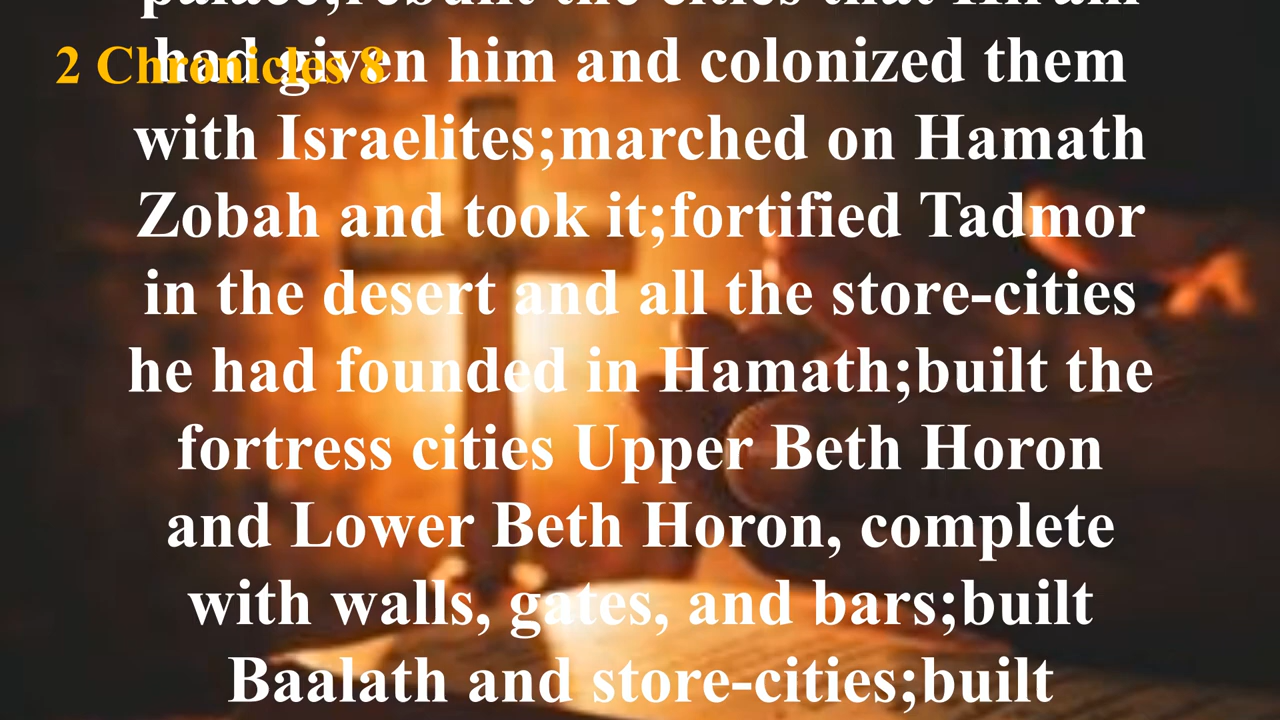 palace;rebuilt the cities that Hiram
2 Chronicles 8
had given him and colonized them
with Israelites;marched on Hamath
Zobah and took it;fortified Tadmor
in the desert and all the store-cities
he had founded in Hamath;built the
fortress cities Upper Beth Horon
and Lower Beth Horon, complete
with walls, gates, and bars;built
Baalath and store-cities;built